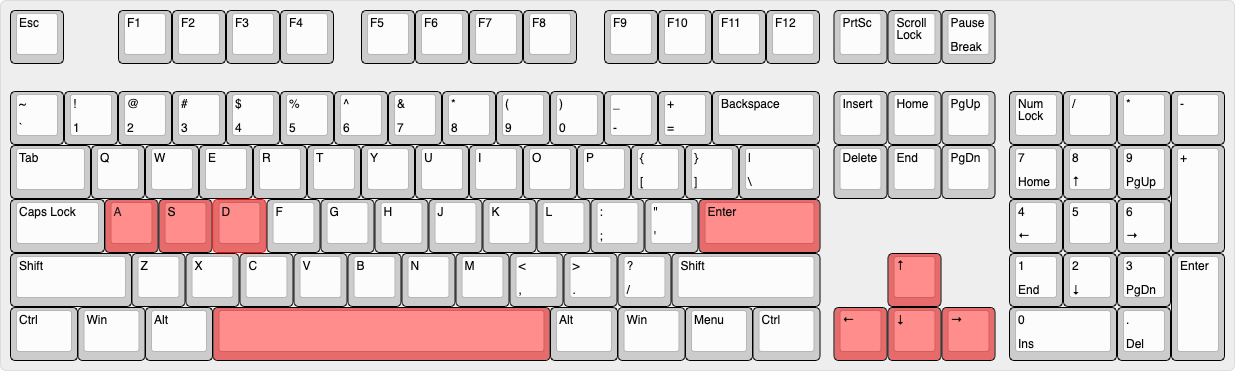 Esc F1 F2 F3 F4 F5 F6 F7 F8 F9 F10 F11 F12 PrtSc Scroll Pause
Lock
Break
~ ! @ # $ % ^ & * ( ) _ + Backspace Insert Home PgUp Num / * -
Lock
` 1 2 3 4 5 6 7 8 9 0 - =
Tab Q W E R T Y U I O P { } | Delete End PgDn 7 8 9 +
[ ] \ Home ↑ PgUp
Caps Lock A S D F G H J K L : " Enter 4 5 6
; ' ← →
Shift Z X C V B N M < > ? Shift ↑ 1 2 3 Enter
, . / End ↓ PgDn
Ctrl Win Alt Alt Win Menu Ctrl ← ↓ → 0 .
Ins Del